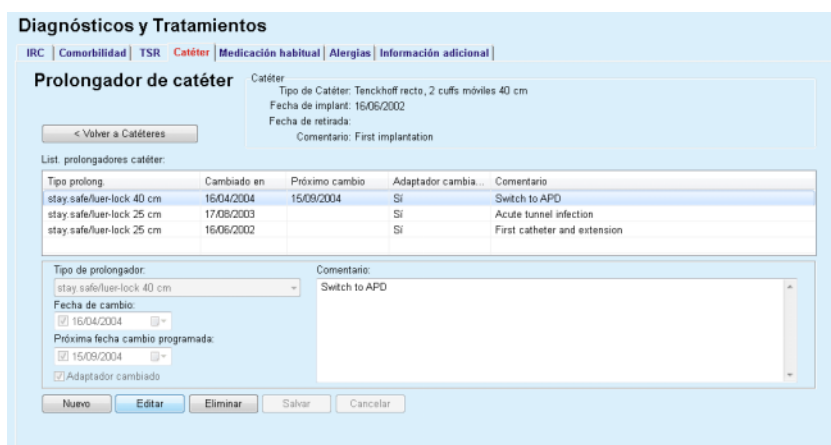 Diagnósticos y Tratamientos
IRC Comorbilidad TSR Catéter Medicación habitual Alergias Información adicional
Prolongador de catéter
Catéter
Tipo de Catéter: Tenckhoff recto, 2 cuffs móviles 40 cm
Fecha de implant: 16/06/2002
Fecha de retirada:
Comentario: First implantation
< Volver a Catéteres
List. prolongadores catéter:
Tipo prolong. Cambiado en Próximo cambio Adaptador cambia... Comentario
stay.safe/luer-lock 40 cm 16/04/2004 15/09/2004 Sí Switch to APD
stay.safe/luer-lock 25 cm 17/08/2003 Sí Acute tunnel infection
stay.safe/luer-lock 25 cm 16/06/2002 Sí First catheter and extension
Tipo de prolongador:
stay.safe/luer-lock 40 cm
Fecha de cambio:
16/04/2004
Próxima fecha cambio programada:
15/09/2004
Adaptador cambiado
Comentario:
Switch to APD
Nuevo Editar Eliminar Salvar Cancelar